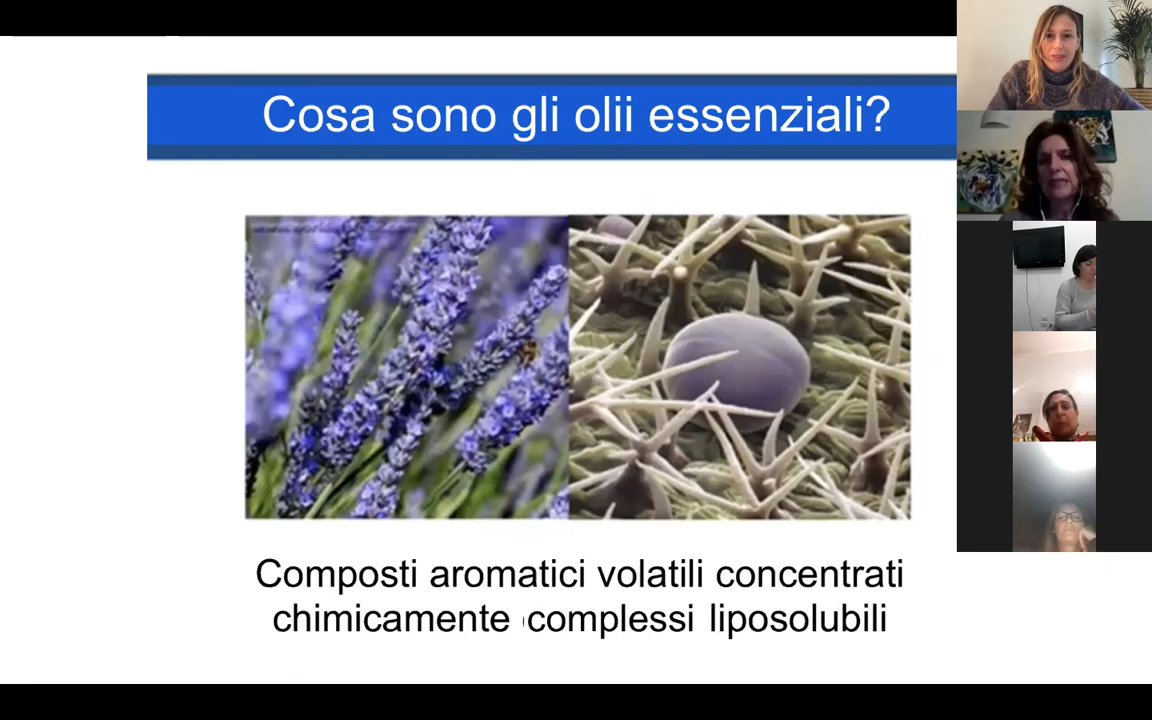 Cosa sono gli olii essenziali?
Composti aromatici volatili concentrati
chimicamente complessi liposolubili